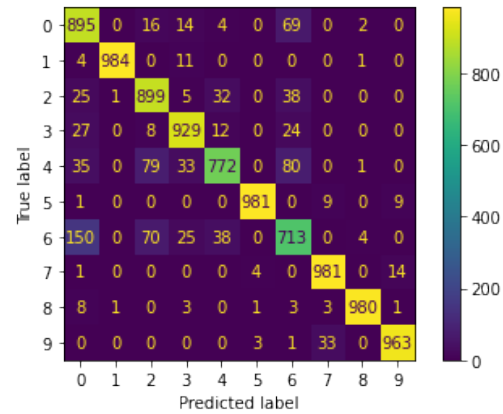 True label
0 895 0 16 14 4 0 69 0 2 0
1 4 984 0 11 0 0 0 0 1 0
2 25 1 899 5 32 0 38 0 0 0
3 27 0 8 929 12 0 24 0 0 0
4 35 0 79 33 772 0 80 0 1 0
5 1 0 0 0 0 981 0 9 0 9
6 150 0 70 25 38 0 713 0 4 0
7 1 0 0 0 0 4 0 981 0 14
8 8 1 0 3 0 1 3 3 980 1
9 0 0 0 0 0 3 1 33 0 963
0 1 2 3 4 5 6 7 8 9
Predicted label
800
600
400
200
0